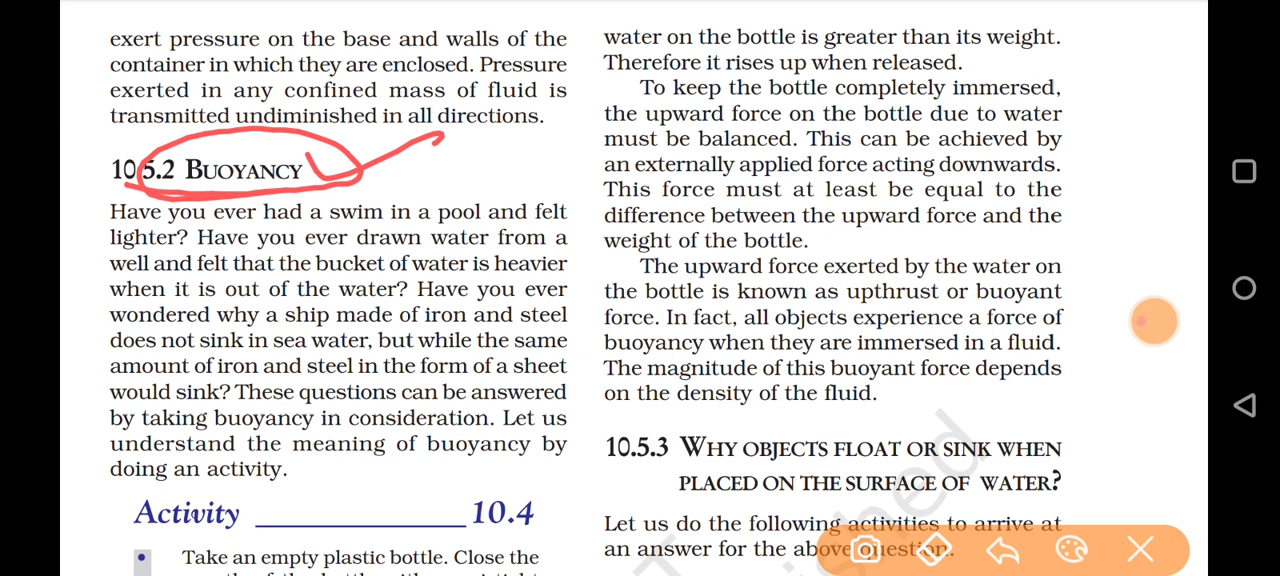 exert pressure on the base and walls of the
container in which they are enclosed. Pressure
exerted in any confined mass of fluid is
transmitted undiminished in all directions.
10.5.2 BUOYANCY
Have you ever had a swim in a pool and felt
lighter? Have you ever drawn water from a
well and felt that the bucket of water is heavier
when it is out of the water? Have you ever
wondered why a ship made of iron and steel
does not sink in sea water, but while the same
amount of iron and steel in the form of a sheet
would sink? These questions can be answered
by taking buoyancy in consideration. Let us
understand the meaning of buoyancy by
doing an activity.
Activity ______________ 10.4
• Take an empty plastic bottle. Close the
water on the bottle is greater than its weight.
Therefore it rises up when released.
To keep the bottle completely immersed,
the upward force on the bottle due to water
must be balanced. This can be achieved by
an externally applied force acting downwards.
This force must at least be equal to the
difference between the upward force and the
weight of the bottle.
The upward force exerted by the water on
the bottle is known as upthrust or buoyant
force. In fact, all objects experience a force of
buoyancy when they are immersed in a fluid.
The magnitude of this buoyant force depends
on the density of the fluid.
10.5.3 WHY OBJECTS FLOAT OR SINK WHEN
PLACED ON THE SURFACE OF WATER?
Let us do the following activities to arrive at
an answer for the above question.